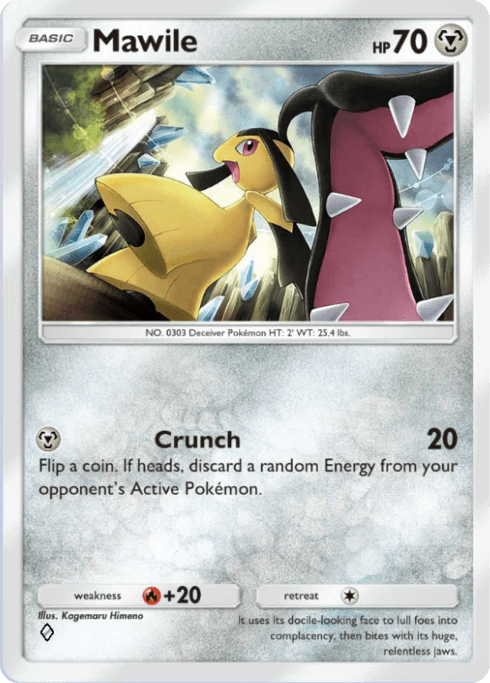 BASIC Mawile HP 70
NO. 0303 Deceiver Pokémon HT: 2' WT: 25.4 lbs.
Crunch 20
Flip a coin. If heads, discard a random Energy from your
opponent's Active Pokémon.
weakness +20 retreat
Illus. Kagemaru Himeno
It uses its docile-looking face to lull foes into
complacency, then bites with its huge,
relentless jaws.